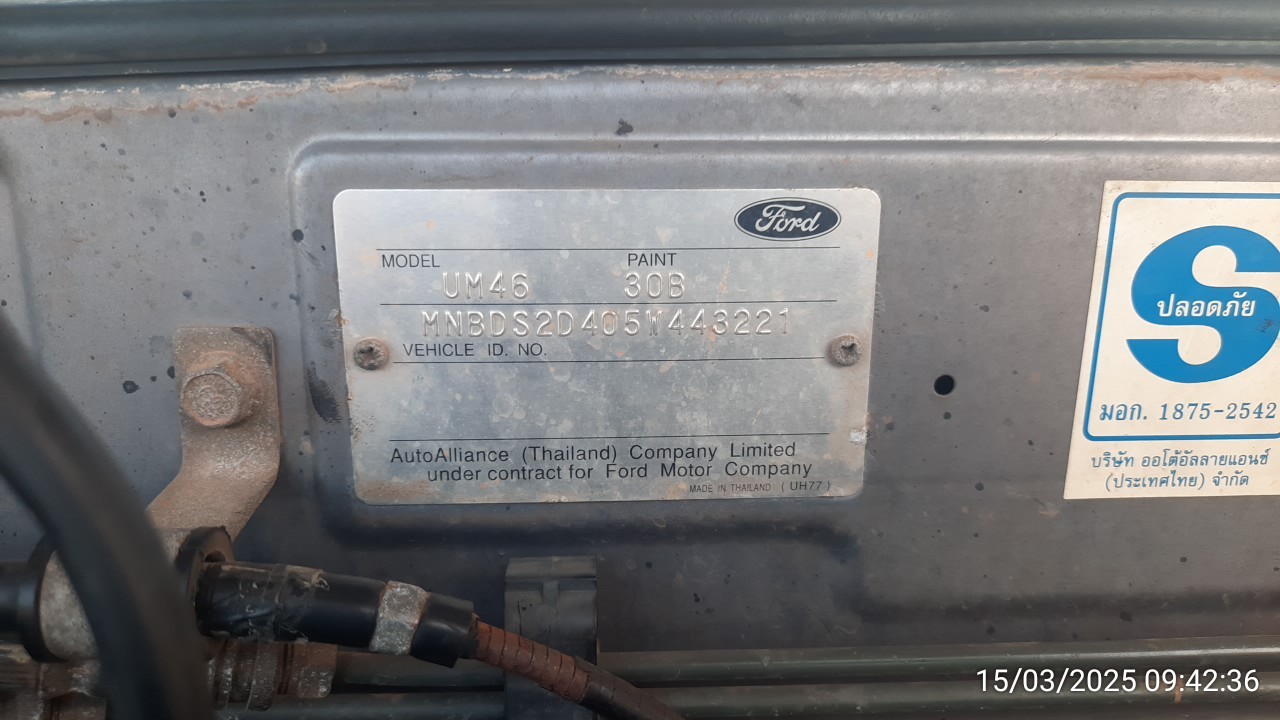 Ford
MODEL PAINT
UM46 30B
MNBDS2D405W443221
VEHICLE ID. NO.
AutoAlliance (Thailand) Company Limited
under contract for Ford Motor Company
MADE IN THAILAND (UH77)
S
ปลอดภัย
มอก. 1875-2542
บริษัท ออโต้อัลลายแอนซ์
(ประเทศไทย) จำกัด
15/03/2025 09:42:36